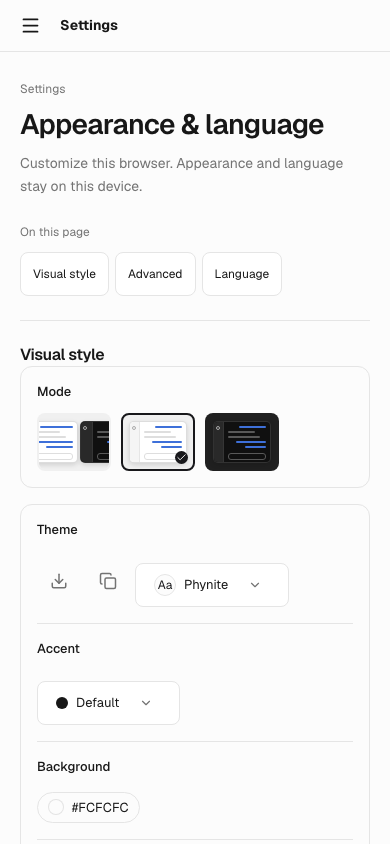 Settings
Settings
Appearance & language
Customize this browser. Appearance and language
stay on this device.
On this page
Visual style
Advanced
Language
Visual style
Mode
Theme
Aa Phynite
Accent
Default
Background
#FCFCFC